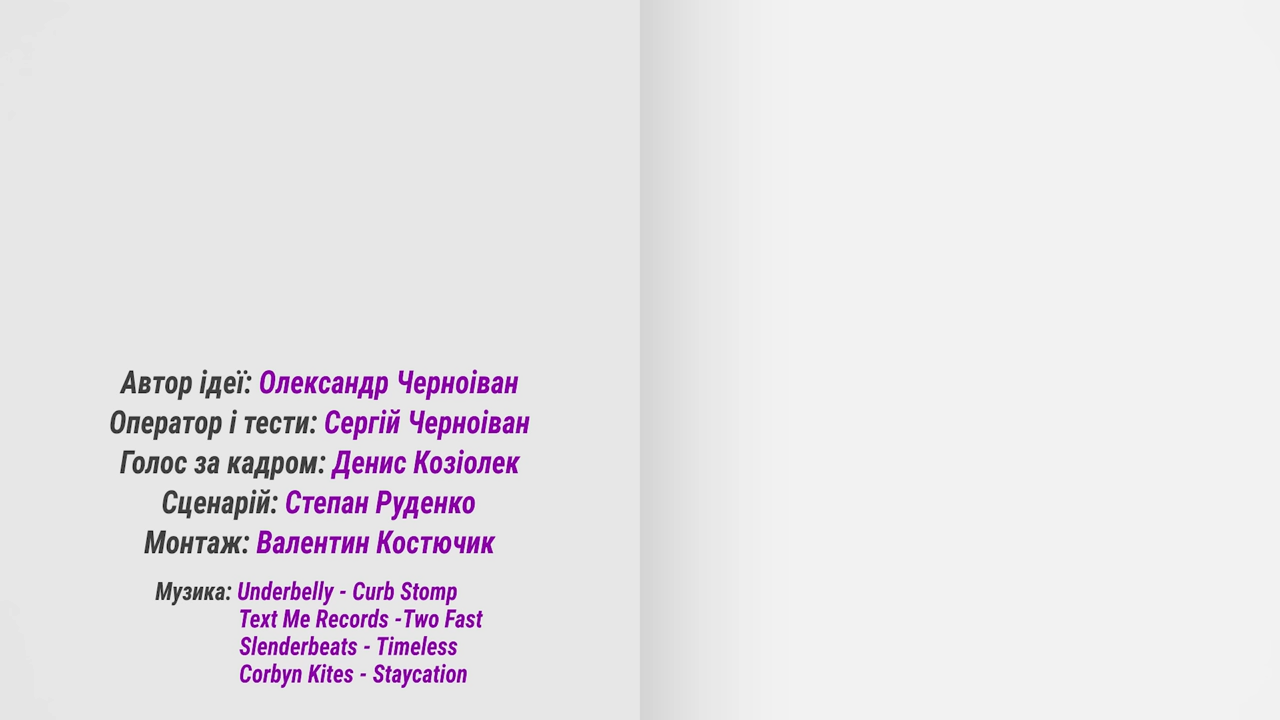 Автор ідеї: Олександр Черноіван
Оператор і тести: Сергій Черноіван
Голос за кадром: Денис Козіолек
Сценарій: Степан Руденко
Монтаж: Валентин Костючик
Музика: Underbelly - Curb Stomp
Text Me Records -Two Fast
Slenderbeats - Timeless
Corbyn Kites - Staycation